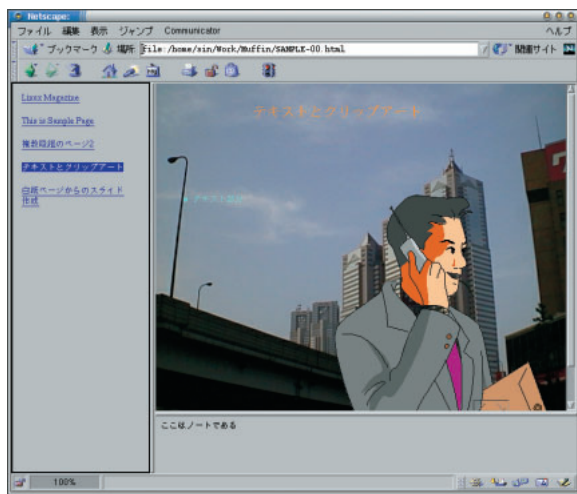 Netscape:
ファイル 編集 表示 ジャンプ Communicator ヘルプ
ブックマーク 場所: file:/home/sin/Work/Muffin/SAMPLE-00.html 関連サイト
Linux Magazine
This is Sample Page
複数段組のページ2
テキストとクリップアート
白紙ページからのスライド
作成
テキストとクリップアート
ここはノートである
100%